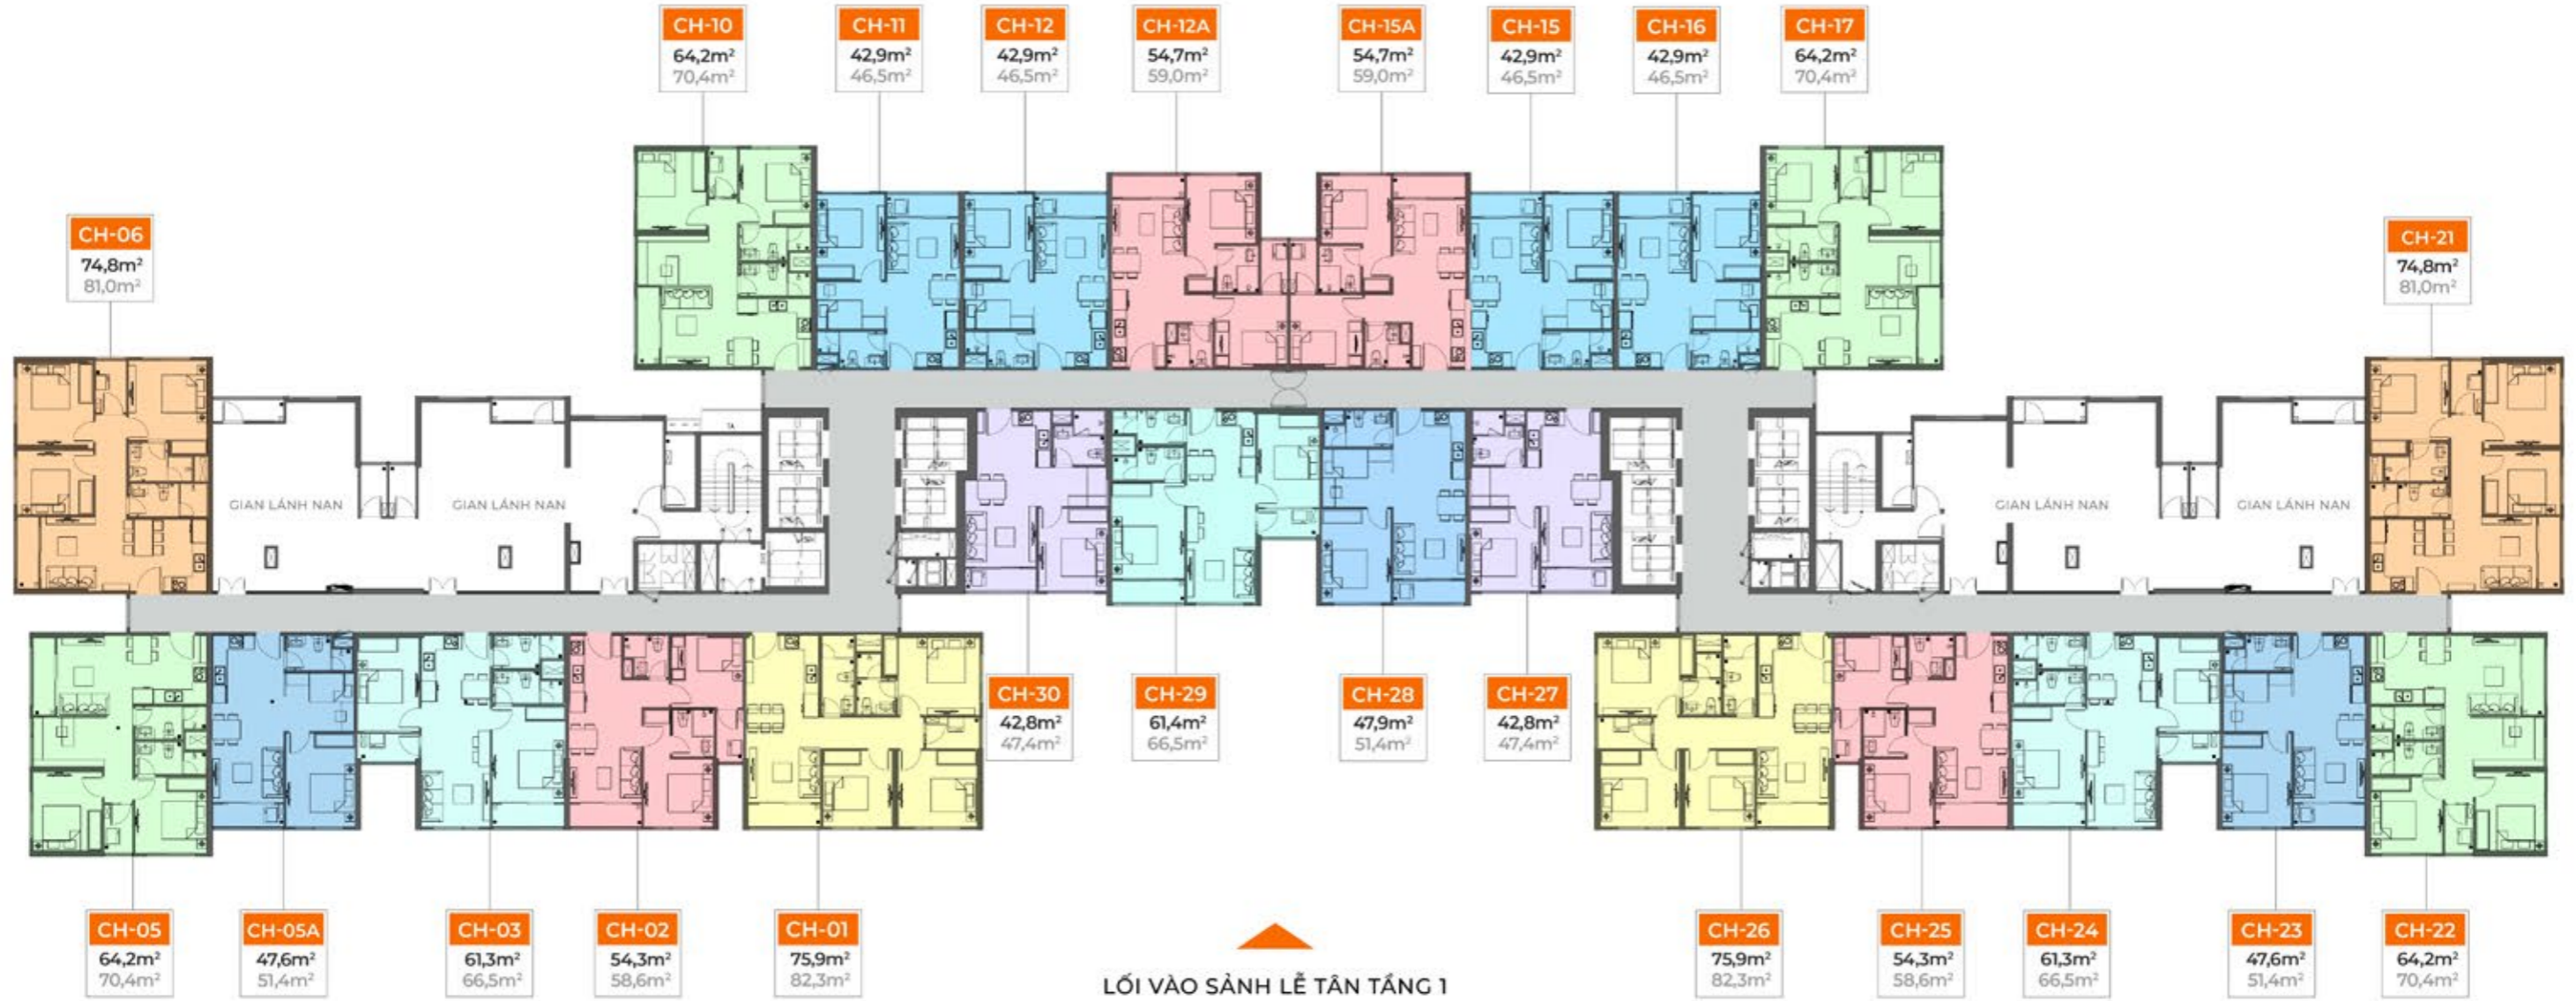 CH-10
64,2m²
70,4m²
CH-11
42,9m²
46,5m²
CH-12
42,9m²
46,5m²
CH-12A
54,7m²
59,0m²
CH-15A
54,7m²
59,0m²
CH-15
42,9m²
46,5m²
CH-16
42,9m²
46,5m²
CH-17
64,2m²
70,4m²
CH-06
74,8m²
81,0m²
CH-21
74,8m²
81,0m²
GIAN LÁNH NAN
GIAN LÁNH NAN
GIAN LÁNH NAN
GIAN LÁNH NAN
CH-30
42,8m²
47,4m²
CH-29
61,4m²
66,5m²
CH-28
47,9m²
51,4m²
CH-27
42,8m²
47,4m²
CH-05
64,2m²
70,4m²
CH-05A
47,6m²
51,4m²
CH-03
61,3m²
66,5m²
CH-02
54,3m²
58,6m²
CH-01
75,9m²
82,3m²
CH-26
75,9m²
82,3m²
CH-25
54,3m²
58,6m²
CH-24
61,3m²
66,5m²
CH-23
47,6m²
51,4m²
CH-22
64,2m²
70,4m²
LỐI VÀO SẢNH LỄ TÂN TẦNG 1